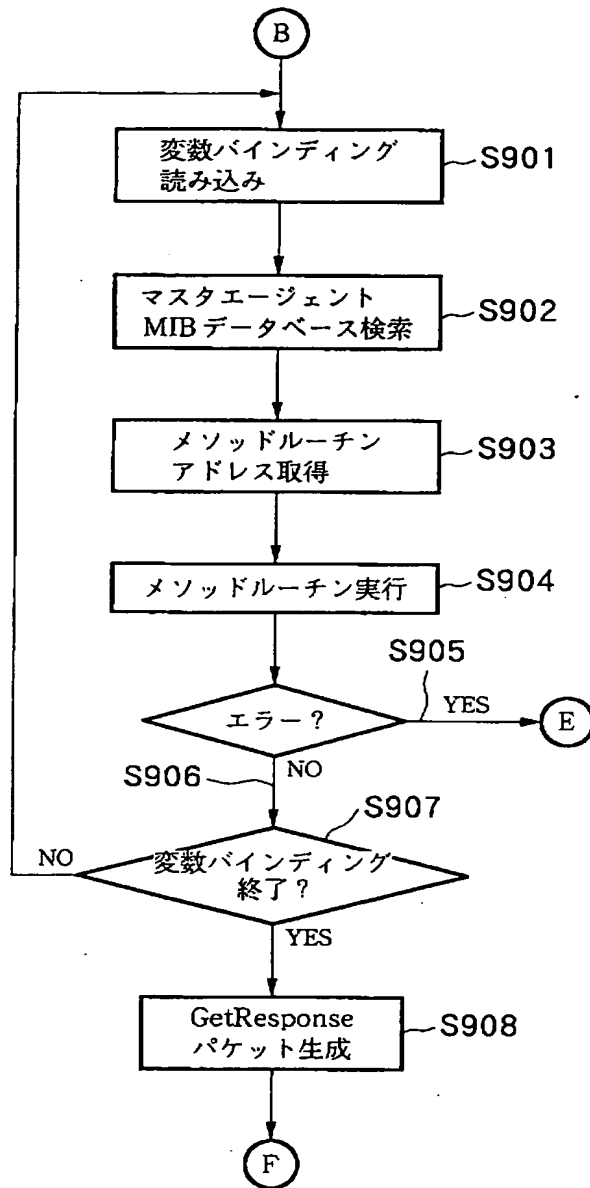 B
変数バインディング
読み込み
S901
マスタエージェント
MIBデータベース検索
S902
メソッドルーチン
アドレス取得
S903
メソッドルーチン実行
S904
S905
エラー？
YES
E
S906
NO
S907
NO
変数バインディング
終了？
YES
GetResponse
パケット生成
S908
F